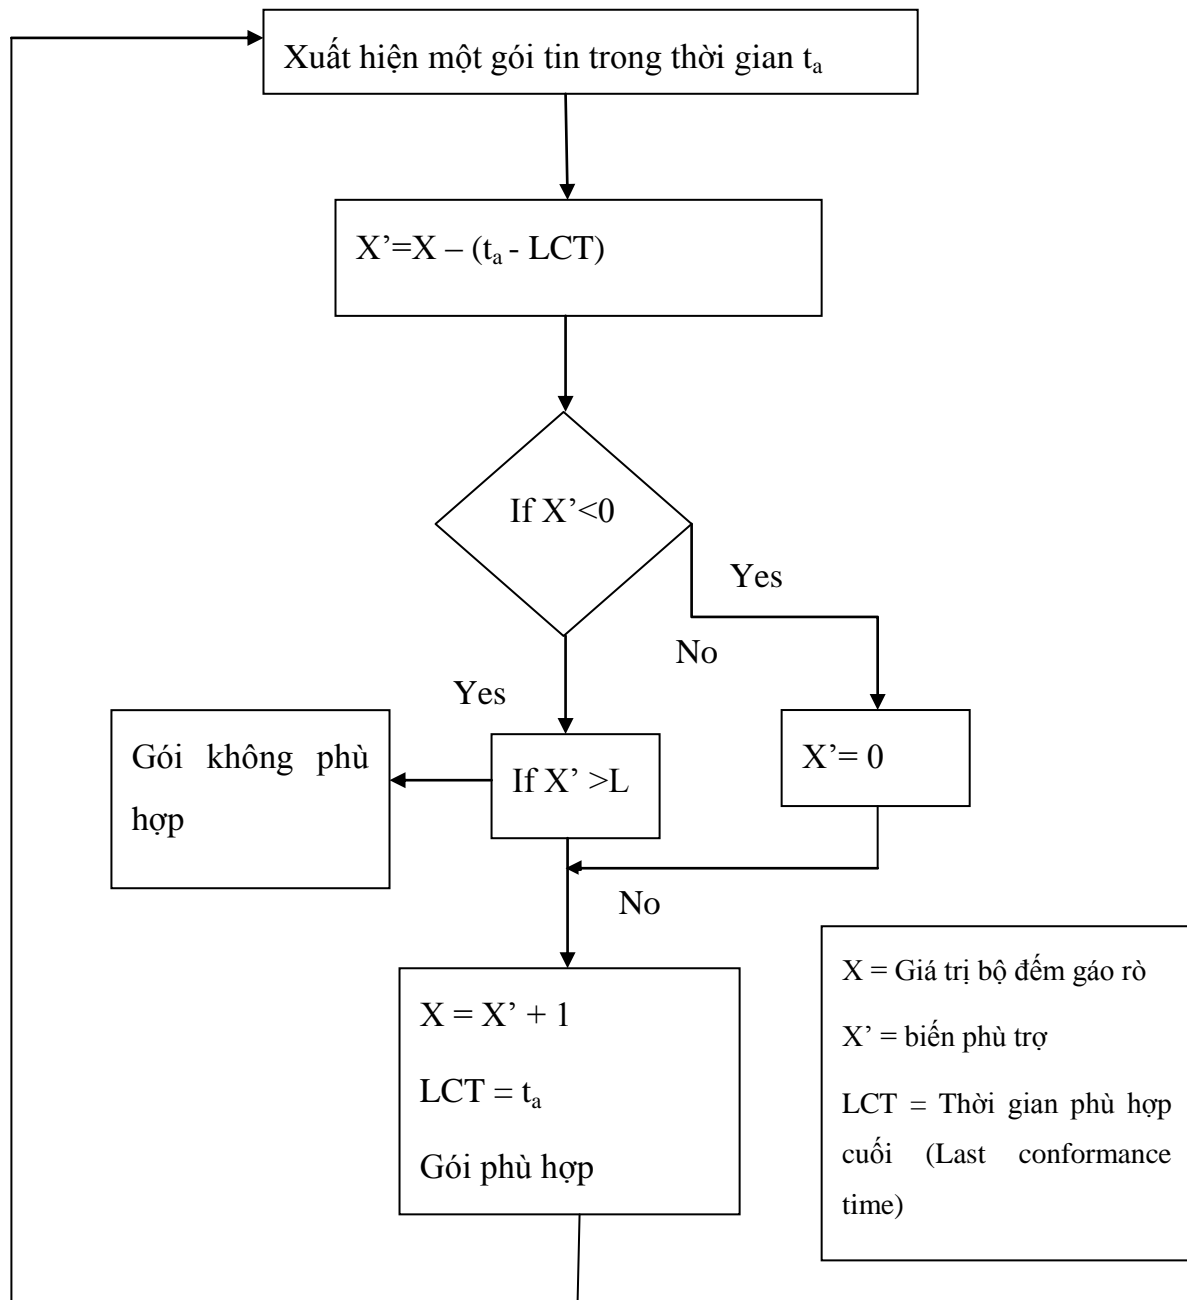 Xuất hiện một gói tin trong thời gian tₐ
X’=X – (tₐ - LCT)
If X’<0
Yes
No
Yes
Gói không phù
hợp
If X’ >L
X’= 0
No
X = X’ + 1
LCT = tₐ
Gói phù hợp
X = Giá trị bộ đếm gáo rò
X’ = biến phù trợ
LCT = Thời gian phù hợp
cuối (Last conformance
time)